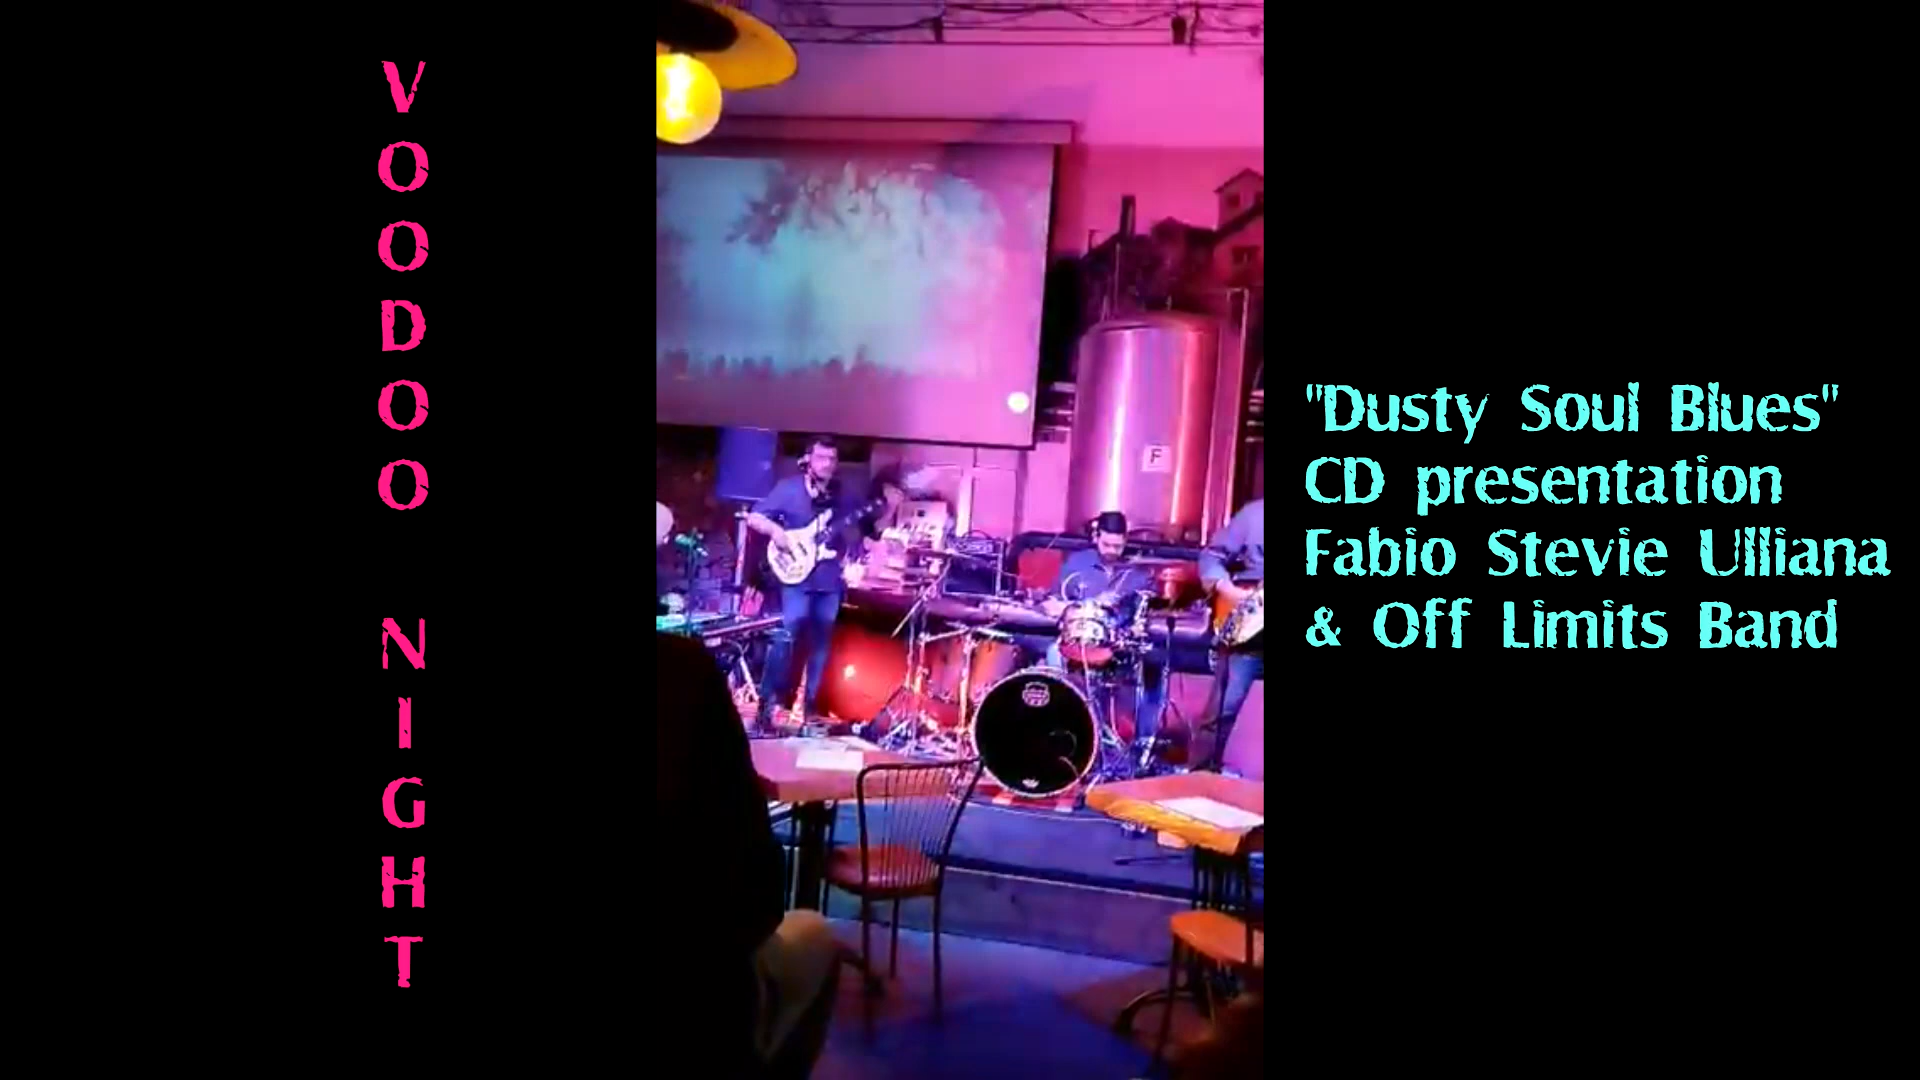 VOODOO NIGHT
"Dusty Soul Blues"
CD presentation
Fabio Stevie Ulliana
& Off Limits Band
F